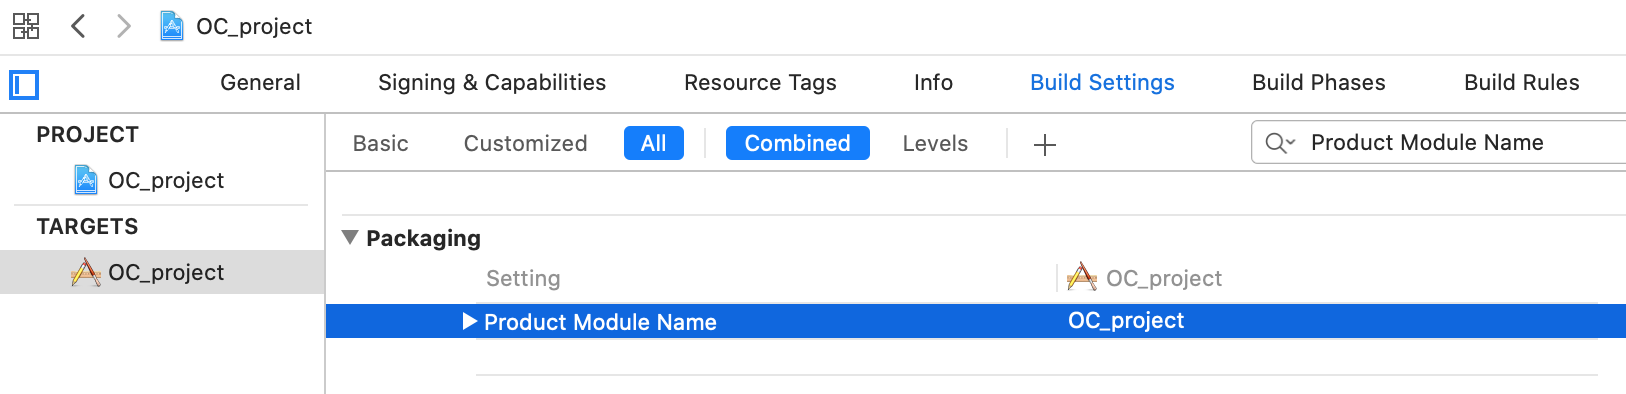 OC_project
General Signing & Capabilities Resource Tags Info Build Settings Build Phases Build Rules
PROJECT
OC_project
TARGETS
OC_project
Basic Customized All Combined Levels + Product Module Name
Packaging
Setting OC_project
Product Module Name OC_project